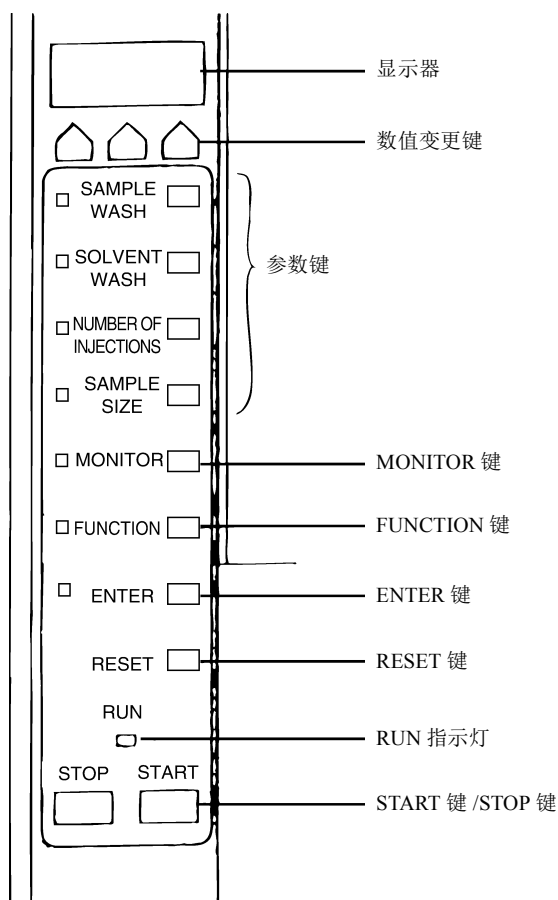 显示器
数值变更键
SAMPLE
WASH
SOLVENT
WASH
参数键
NUMBER OF
INJECTIONS
SAMPLE
SIZE
MONITOR
MONITOR 键
FUNCTION
FUNCTION 键
ENTER
ENTER 键
RESET
RESET 键
RUN
RUN 指示灯
STOP
START
START 键 /STOP 键